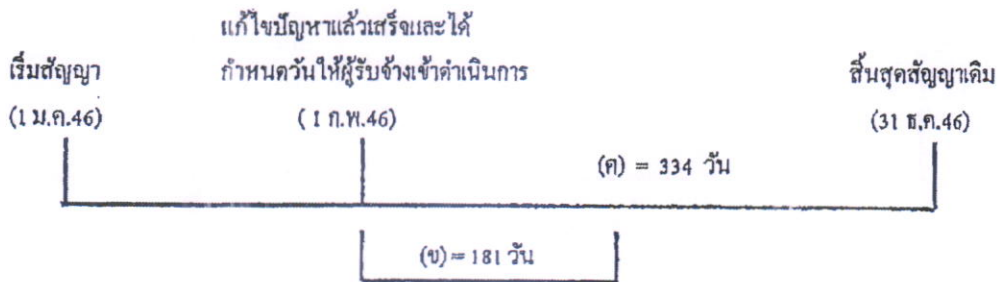 แก้ไขปัญหาแล้วเสร็จและได้
เริ่มสัญญา กำหนดวันให้ผู้รับจ้างเข้าดำเนินการ สิ้นสุดสัญญาเดิม
(1 ม.ค.46) ( 1 ก.พ.46) (31 ธ.ค.46)
(ค) = 334 วัน
(ข) = 181 วัน